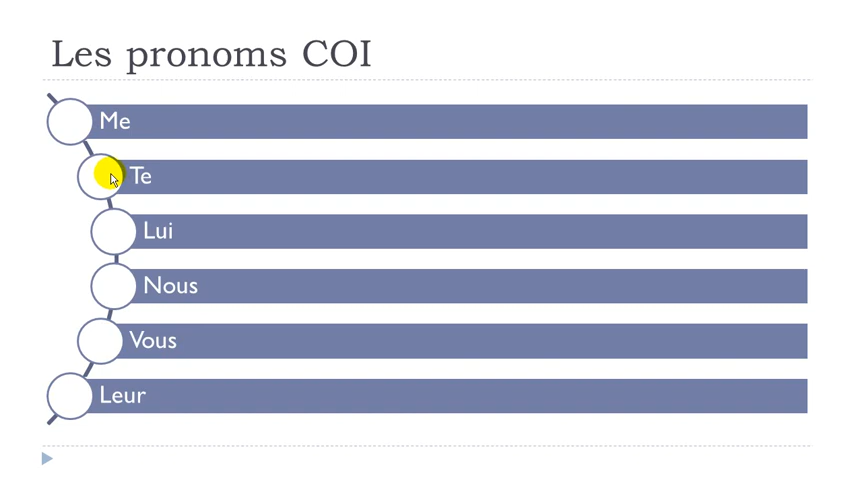 Les pronoms COI
Me
Te
Lui
Nous
Vous
Leur